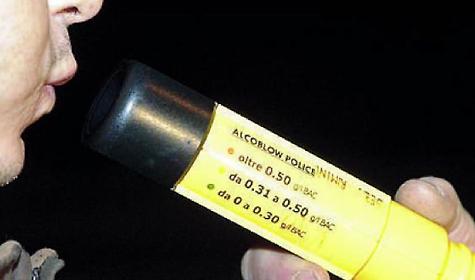 ALCOBLOW POLICE
oltre 0.50 g/l BAC
da 0.31 a 0.50 g/l BAC
da 0 a 0.30 g/l BAC